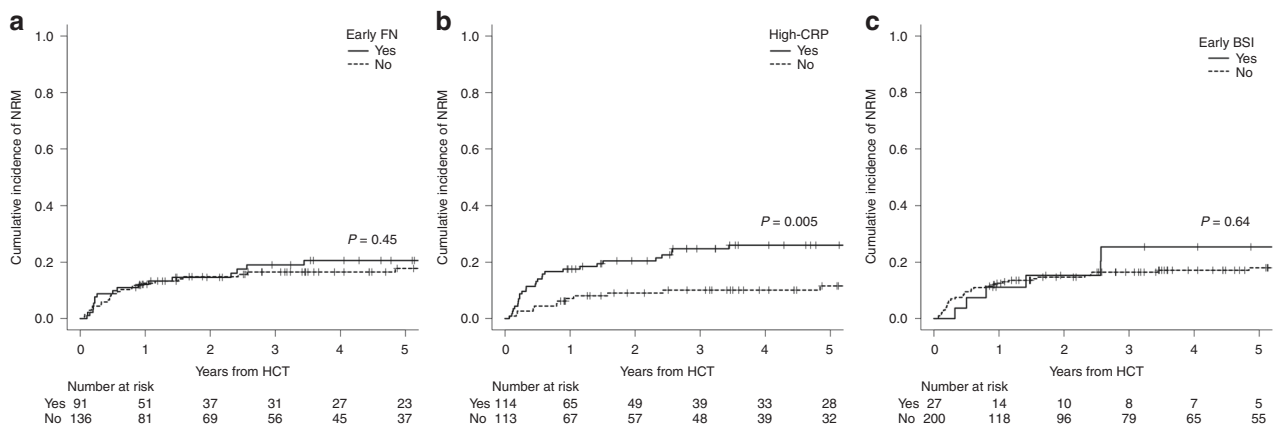 a
Early FN
Yes
No
Cumulative incidence of NRM
1.0
0.8
0.6
0.4
0.2
0.0
P = 0.45
0 1 2 3 4 5
Years from HCT
Number at risk
Yes 91 51 37 31 27 23
No 136 81 69 56 45 37
b
High-CRP
Yes
No
Cumulative incidence of NRM
1.0
0.8
0.6
0.4
0.2
0.0
P = 0.005
0 1 2 3 4 5
Years from HCT
Number at risk
Yes 114 65 49 39 33 28
No 113 67 57 48 39 32
c
Early BSI
Yes
No
Cumulative incidence of NRM
1.0
0.8
0.6
0.4
0.2
0.0
P = 0.64
0 1 2 3 4 5
Years from HCT
Number at risk
Yes 27 14 10 8 7 5
No 200 118 96 79 65 55